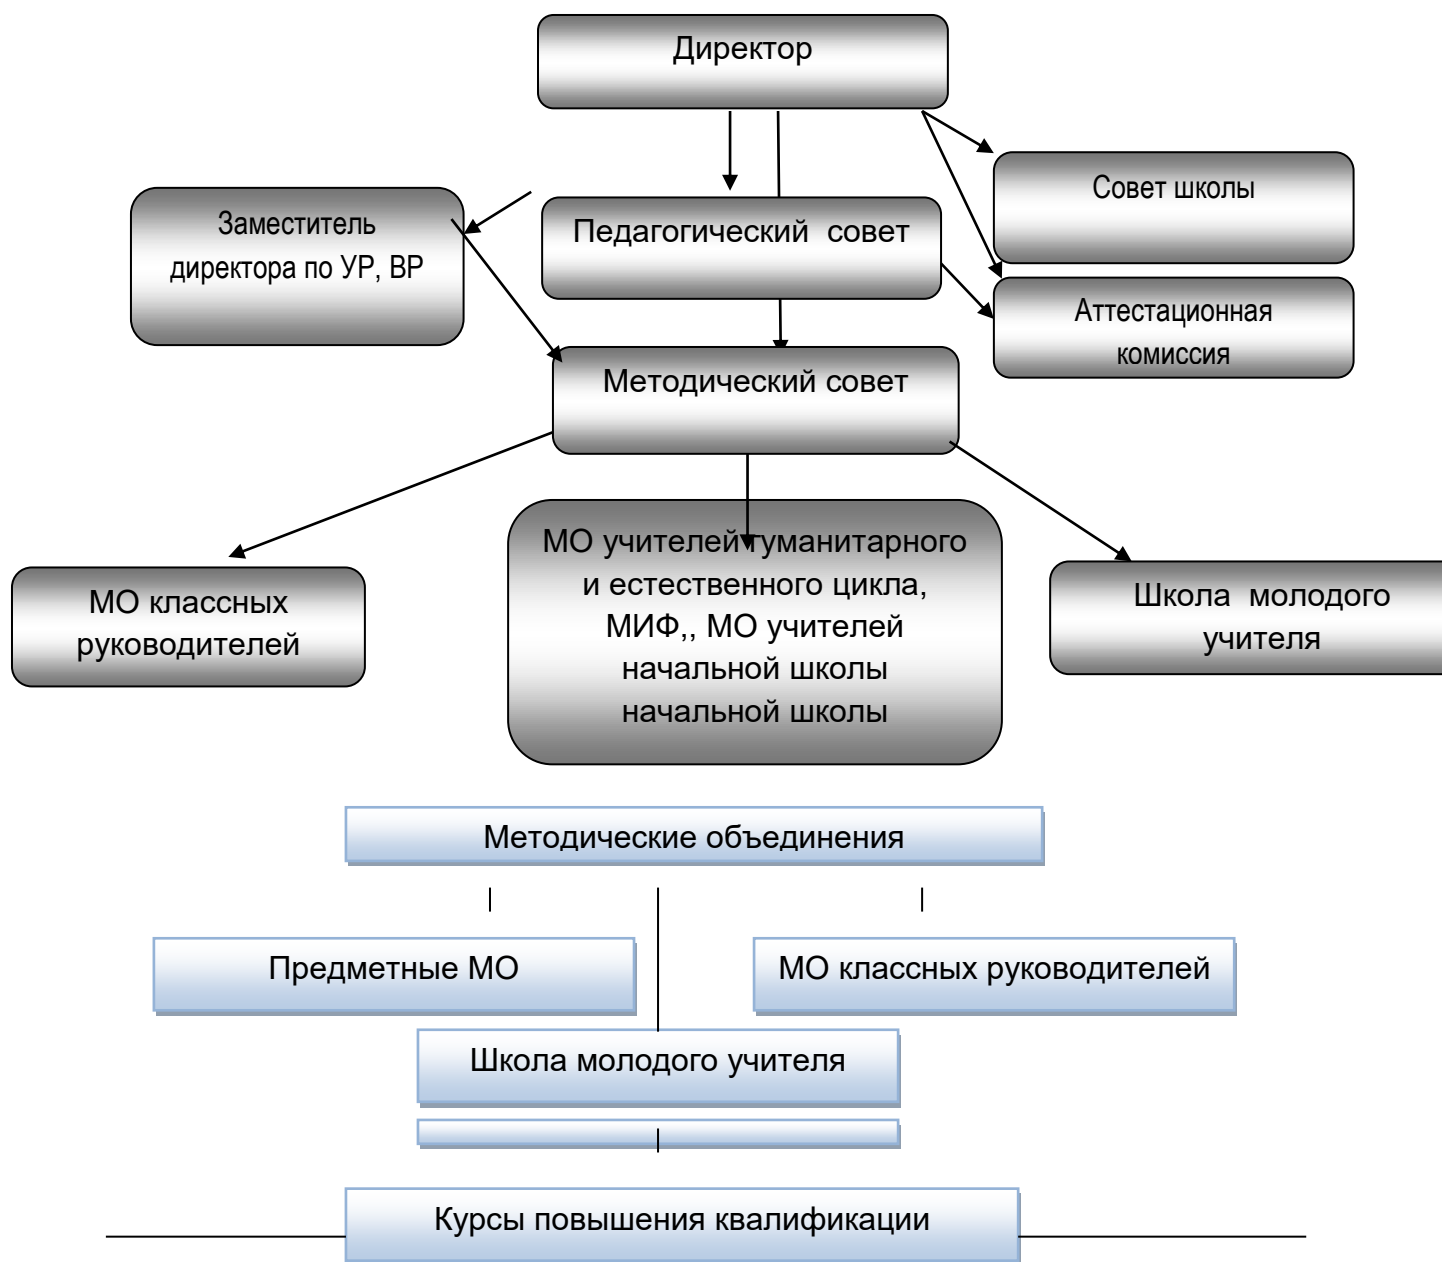 Директор
Совет школы
Заместитель
директора по УР, ВР
Педагогический совет
Аттестационная
комиссия
Методический совет
МО классных
руководителей
МО учителей гуманитарного
и естественного цикла,
МИФ,, МО учителей
начальной школы
начальной школы
Школа молодого
учителя
Методические объединения
Предметные МО
МО классных руководителей
Школа молодого учителя
Курсы повышения квалификации